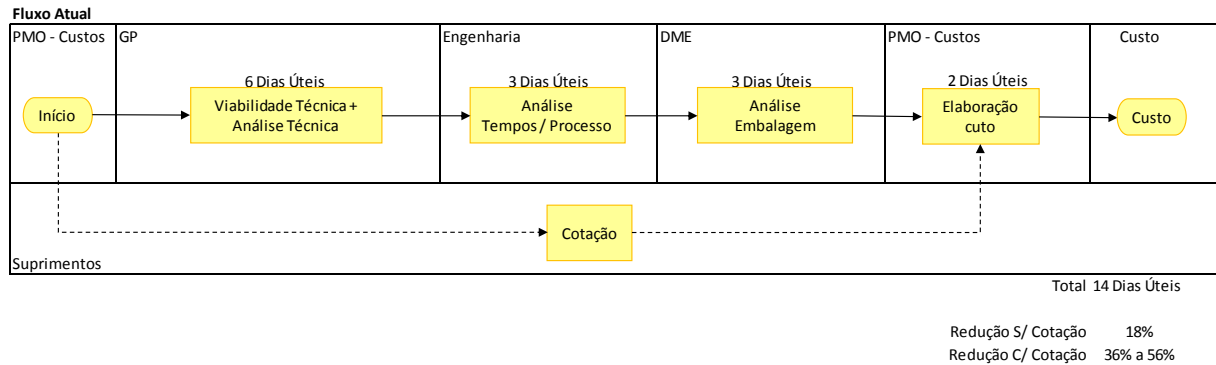 Fluxo Atual
PMO - Custos
GP
Engenharia
DME
PMO - Custos
Custo
6 Dias Úteis
3 Dias Úteis
3 Dias Úteis
2 Dias Úteis
Início
Viabilidade Técnica +
Análise Técnica
Análise
Tempos / Processo
Análise
Embalagem
Elaboração
cuto
Custo
Cotação
Suprimentos
Total 14 Dias Úteis
Redução S/ Cotação 18%
Redução C/ Cotação 36% a 56%